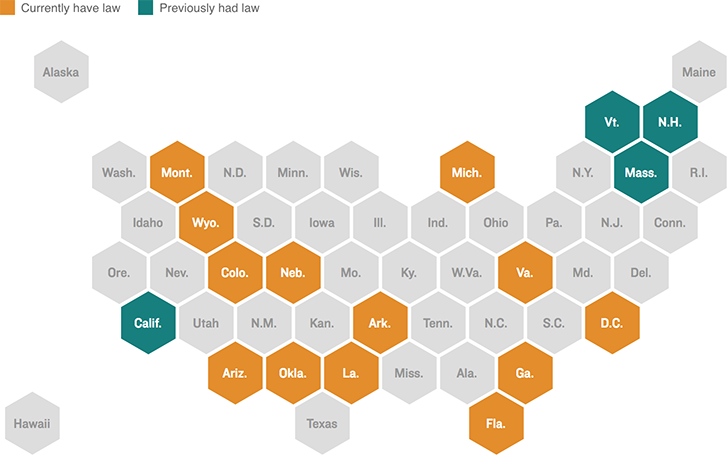 Currently have law Previously had law
Alaska Maine
Vt. N.H.
Wash. Mont. N.D. Minn. Wis. Mich. N.Y. Mass. R.I.
Idaho Wyo. S.D. Iowa Ill. Ind. Ohio Pa. N.J. Conn.
Ore. Nev. Colo. Neb. Mo. Ky. W.Va. Va. Md. Del.
Calif. Utah N.M. Kan. Ark. Tenn. N.C. S.C. D.C.
Ariz. Okla. La. Miss. Ala. Ga.
Hawaii Texas Fla.